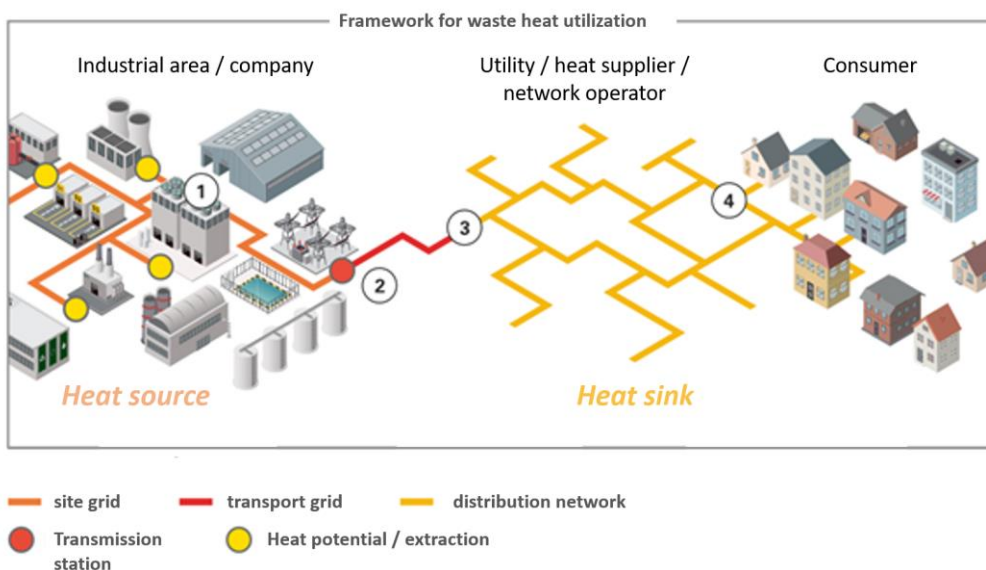 Framework for waste heat utilization
Industrial area / company
Utility / heat supplier /
network operator
Consumer
1
2
3
4
Heat source
Heat sink
site grid
transport grid
distribution network
Transmission
station
Heat potential / extraction